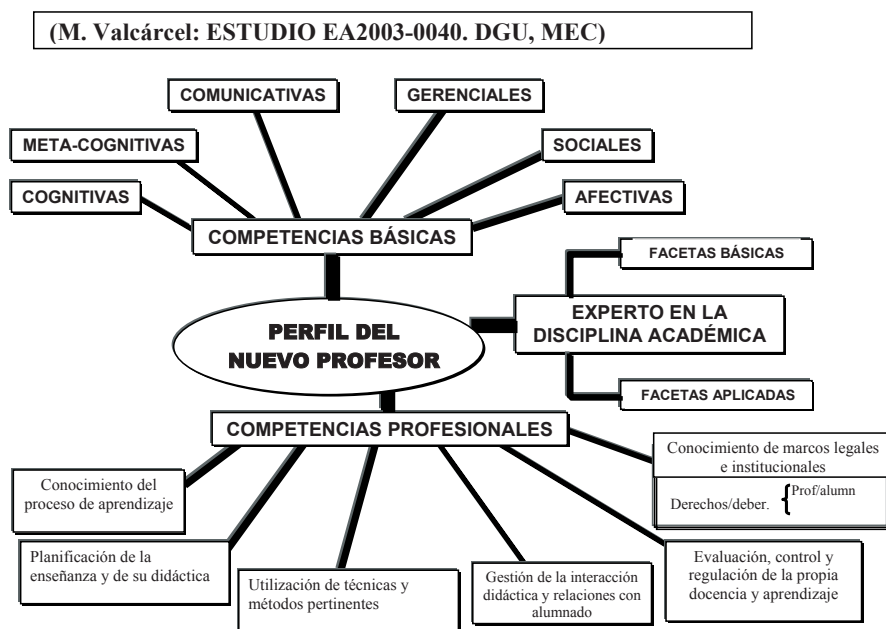 (M. Valcárcel: ESTUDIO EA2003-0040. DGU, MEC)
COMUNICATIVAS
GERENCIALES
META-COGNITIVAS
SOCIALES
COGNITIVAS
AFECTIVAS
COMPETENCIAS BÁSICAS
FACETAS BÁSICAS
EXPERTO EN LA
DISCIPLINA ACADÉMICA
PERFIL DEL
NUEVO PROFESOR
FACETAS APLICADAS
COMPETENCIAS PROFESIONALES
Conocimiento de marcos legales
e institucionales
Derechos/deber. { Prof/alumn
Conocimiento del
proceso de aprendizaje
Planificación de la
enseñanza y de su didáctica
Utilización de técnicas y
métodos pertinentes
Gestión de la interacción
didáctica y relaciones con
alumnado
Evaluación, control y
regulación de la propia
docencia y aprendizaje